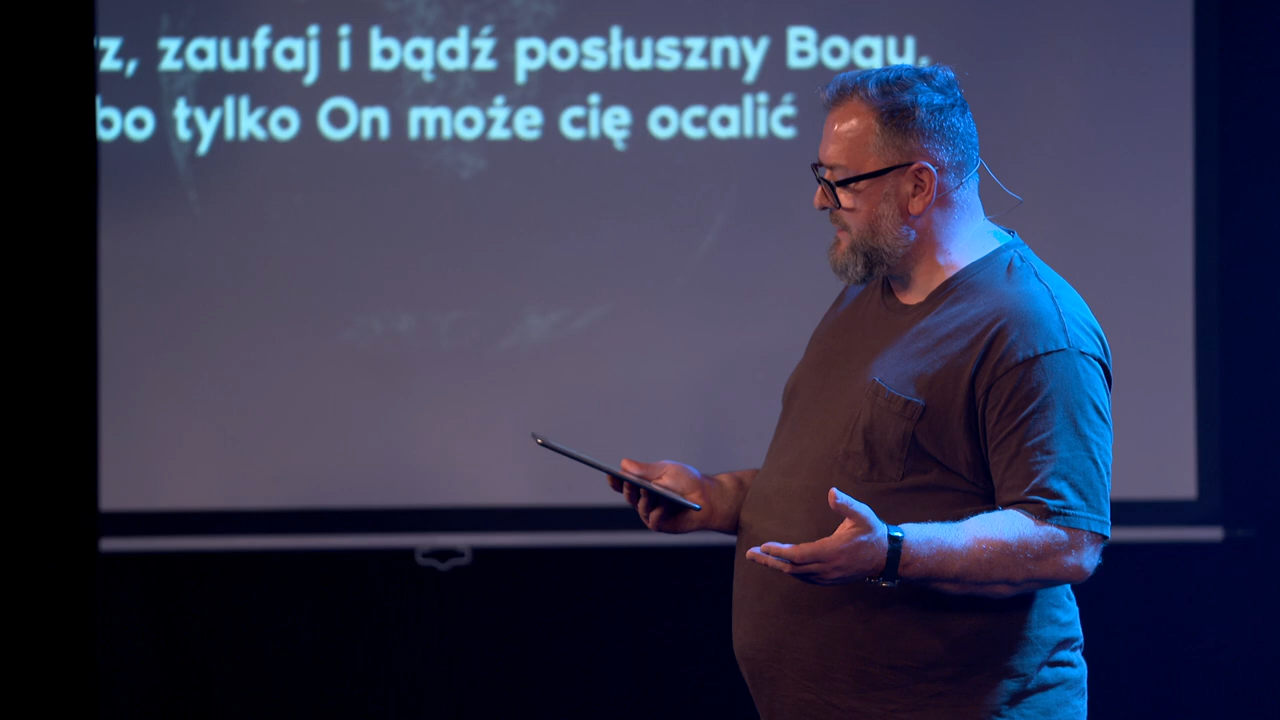 zaufaj i bądź posłuszny Bogu,
bo tylko On może cię ocalić